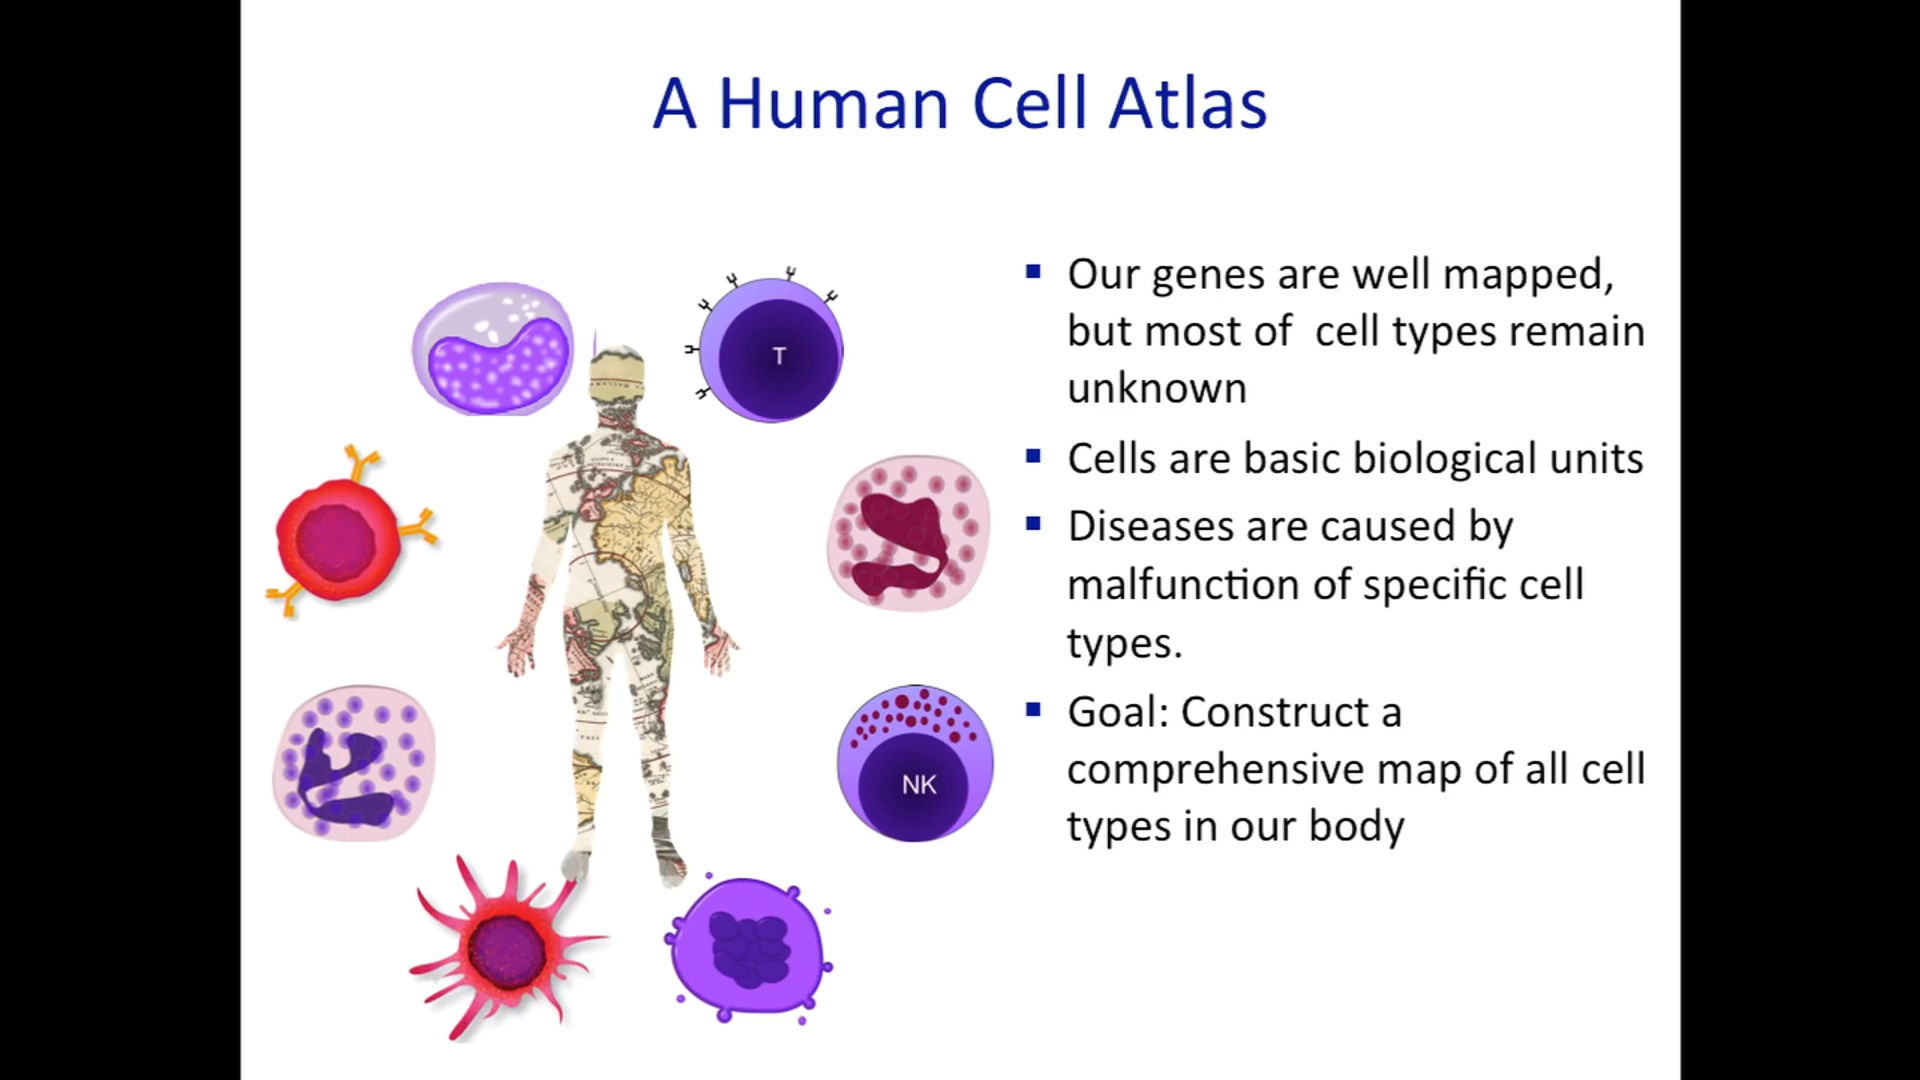 A Human Cell Atlas
T
NK
▪ Our genes are well mapped,
but most of  cell types remain
unknown
▪ Cells are basic biological units
▪ Diseases are caused by
malfunction of specific cell
types.
▪ Goal: Construct a
comprehensive map of all cell
types in our body